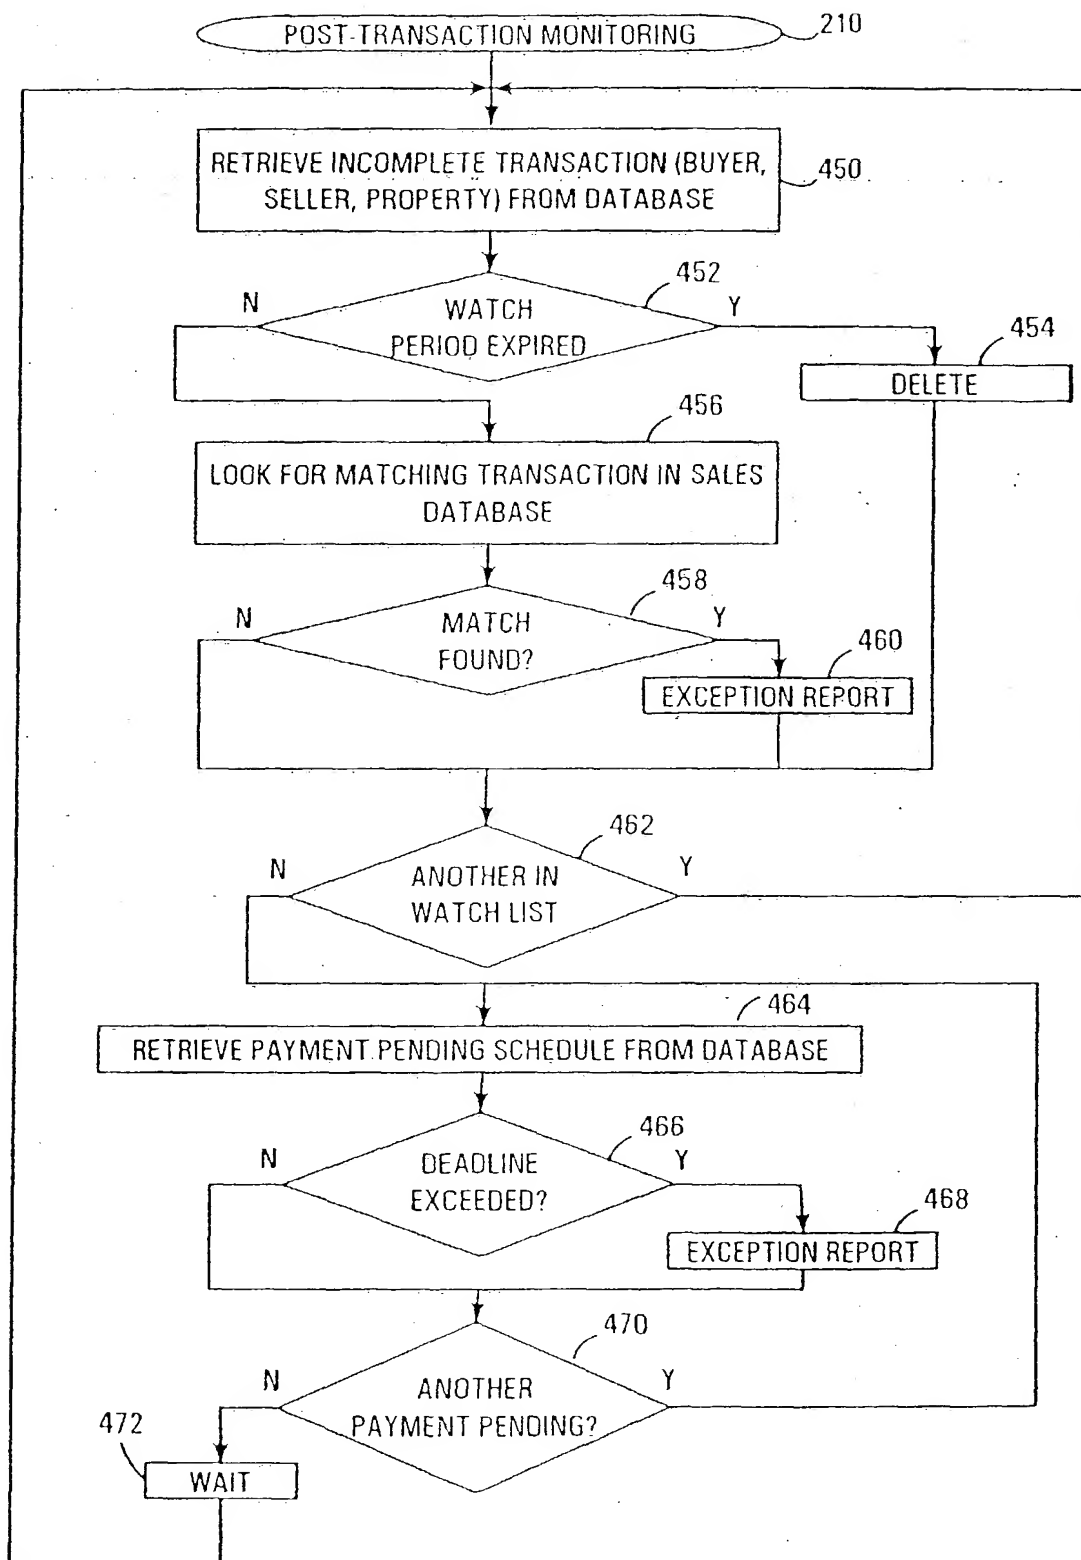 POST-TRANSACTION MONITORING
210
RETRIEVE INCOMPLETE TRANSACTION (BUYER,
SELLER, PROPERTY) FROM DATABASE
450
452
N
WATCH
PERIOD EXPIRED
Y
454
DELETE
456
LOOK FOR MATCHING TRANSACTION IN SALES
DATABASE
458
N
MATCH
FOUND?
Y
460
EXCEPTION REPORT
462
N
ANOTHER IN
WATCH LIST
Y
464
RETRIEVE PAYMENT PENDING SCHEDULE FROM DATABASE
466
N
DEADLINE
EXCEEDED?
Y
468
EXCEPTION REPORT
470
N
ANOTHER
PAYMENT PENDING?
Y
472
WAIT